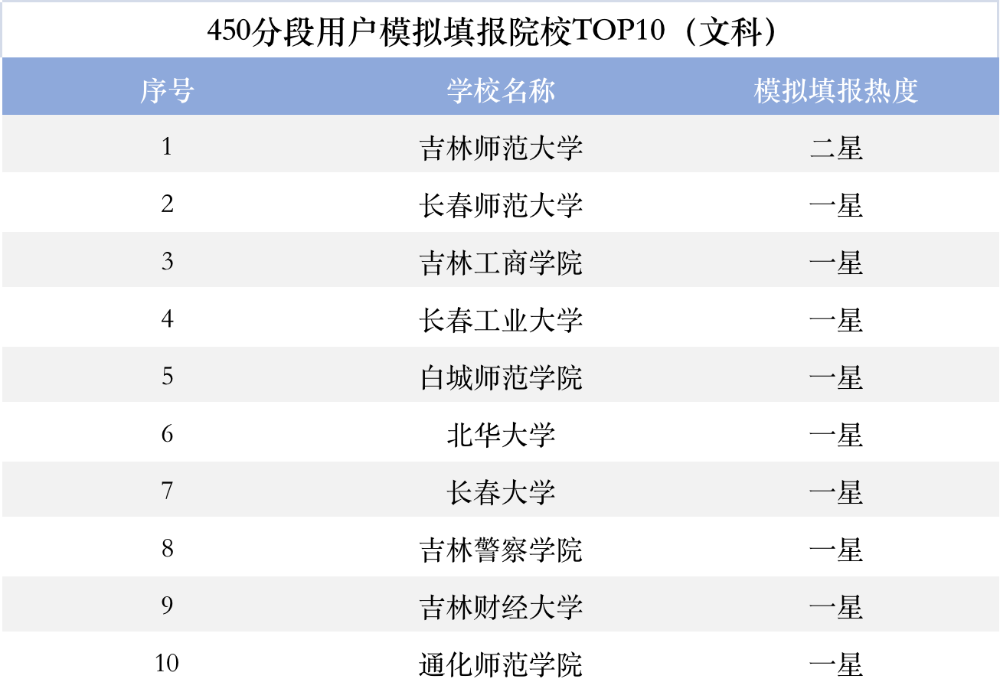 450分段用户模拟填报院校TOP10（文科）
序号 学校名称 模拟填报热度
1 吉林师范大学 二星
2 长春师范大学 一星
3 吉林工商学院 一星
4 长春工业大学 一星
5 白城师范学院 一星
6 北华大学 一星
7 长春大学 一星
8 吉林警察学院 一星
9 吉林财经大学 一星
10 通化师范学院 一星